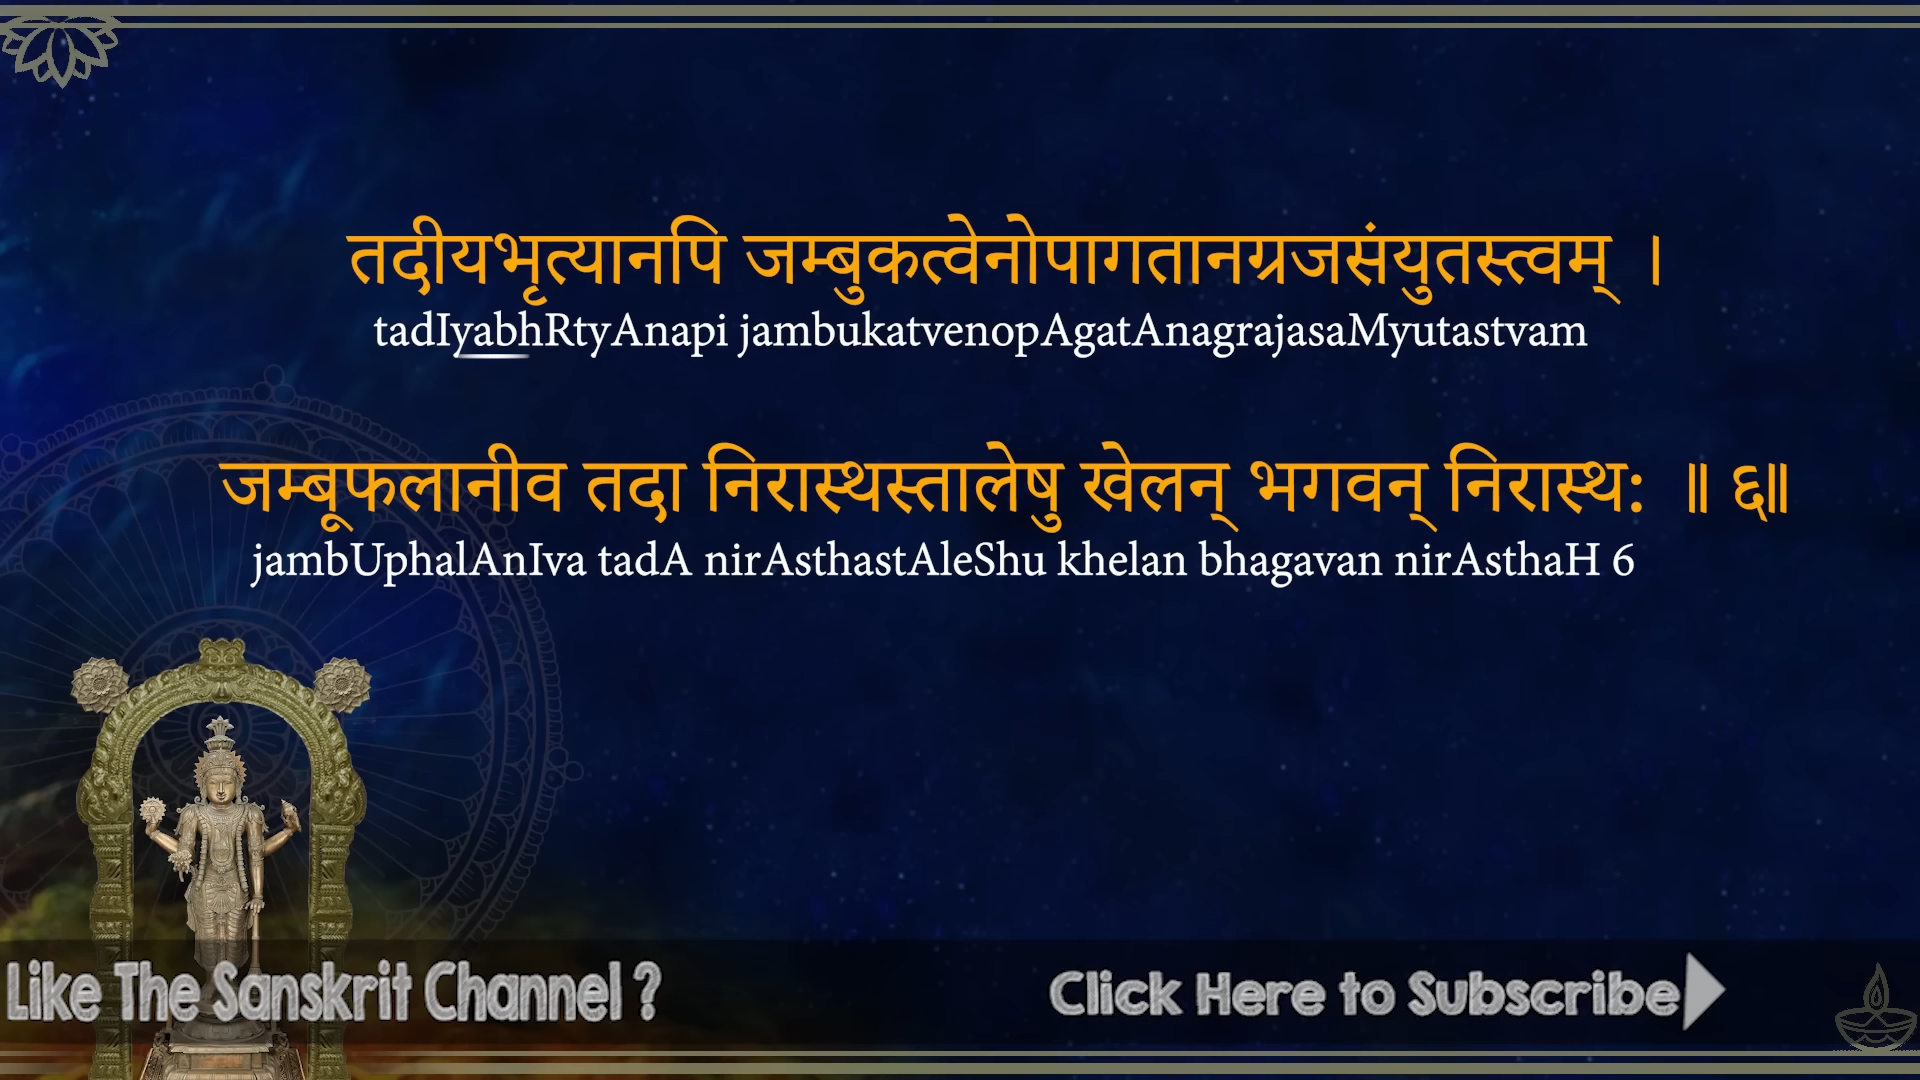 तदीयभृत्यानपि जम्बुकत्वेनोपागतानग्रजसंयुतस्त्वम् ।
tadIyabhRtyAnapi jambukatvenopAgatAnagrajasaMyutastvam
जम्बूफलानीव तदा निरास्थस्तालेषु खेलन् भगवन् निरास्थ: ॥ ६॥
jambUphalAnIva tadA nirAsthastAleShu khelan bhagavan nirAsthaH 6
Like The Sanskrit Channel ? Click Here to Subscribe